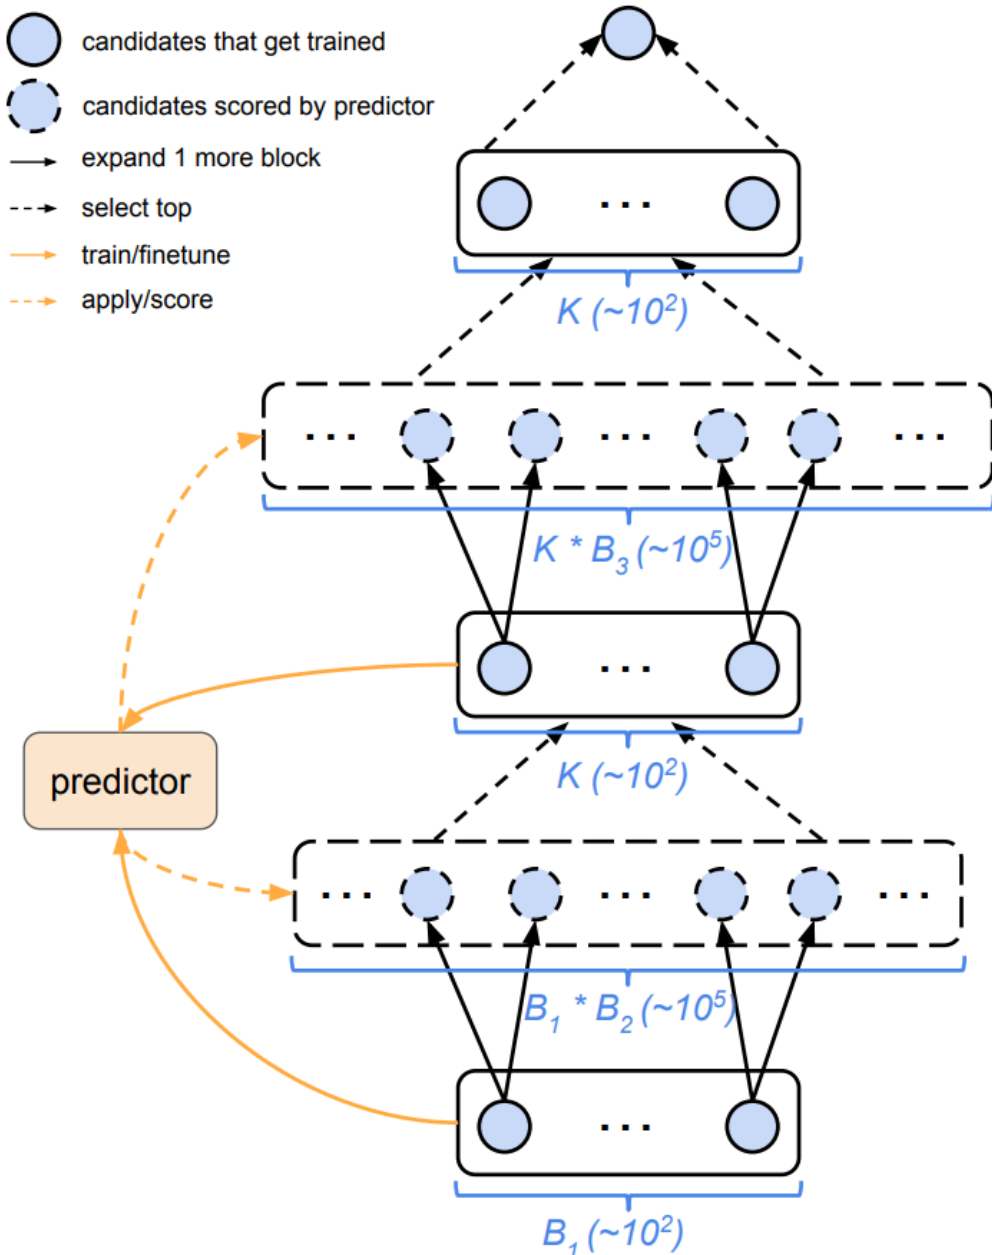 candidates that get trained
candidates scored by predictor
expand 1 more block
select top
train/finetune
apply/score
. . .
K (~10²)
. . . . . . . . .
K * B₃ (~10⁵)
. . .
K (~10²)
predictor
. . . . . . . . .
B₁ * B₂ (~10⁵)
. . .
B₁ (~10²)